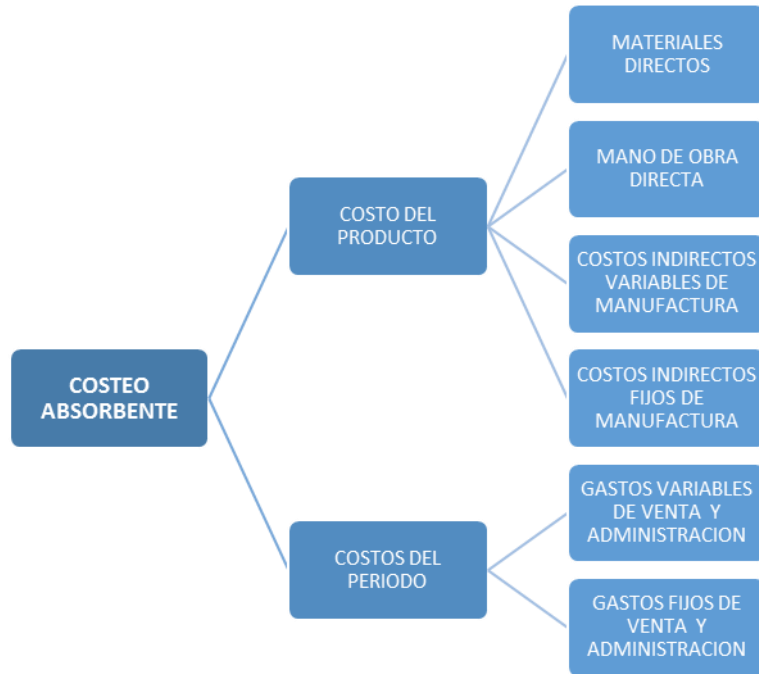 MATERIALES
DIRECTOS
MANO DE OBRA
DIRECTA
COSTO DEL
PRODUCTO
COSTOS INDIRECTOS
VARIABLES DE
MANUFACTURA
COSTEO
ABSORBENTE
COSTOS INDIRECTOS
FIJOS DE
MANUFACTURA
GASTOS VARIABLES
DE VENTA Y
ADMINISTRACION
COSTOS DEL
PERIODO
GASTOS FIJOS DE
VENTA Y
ADMINISTRACION